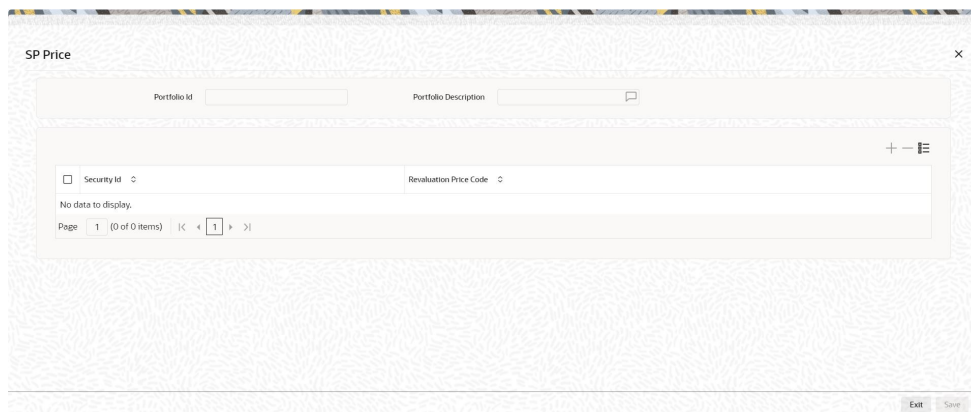 SP Price
Portfolio Id
Portfolio Description
Security Id
Revaluation Price Code
No data to display.
Page 1 (0 of 0 items) 1
Exit
Save